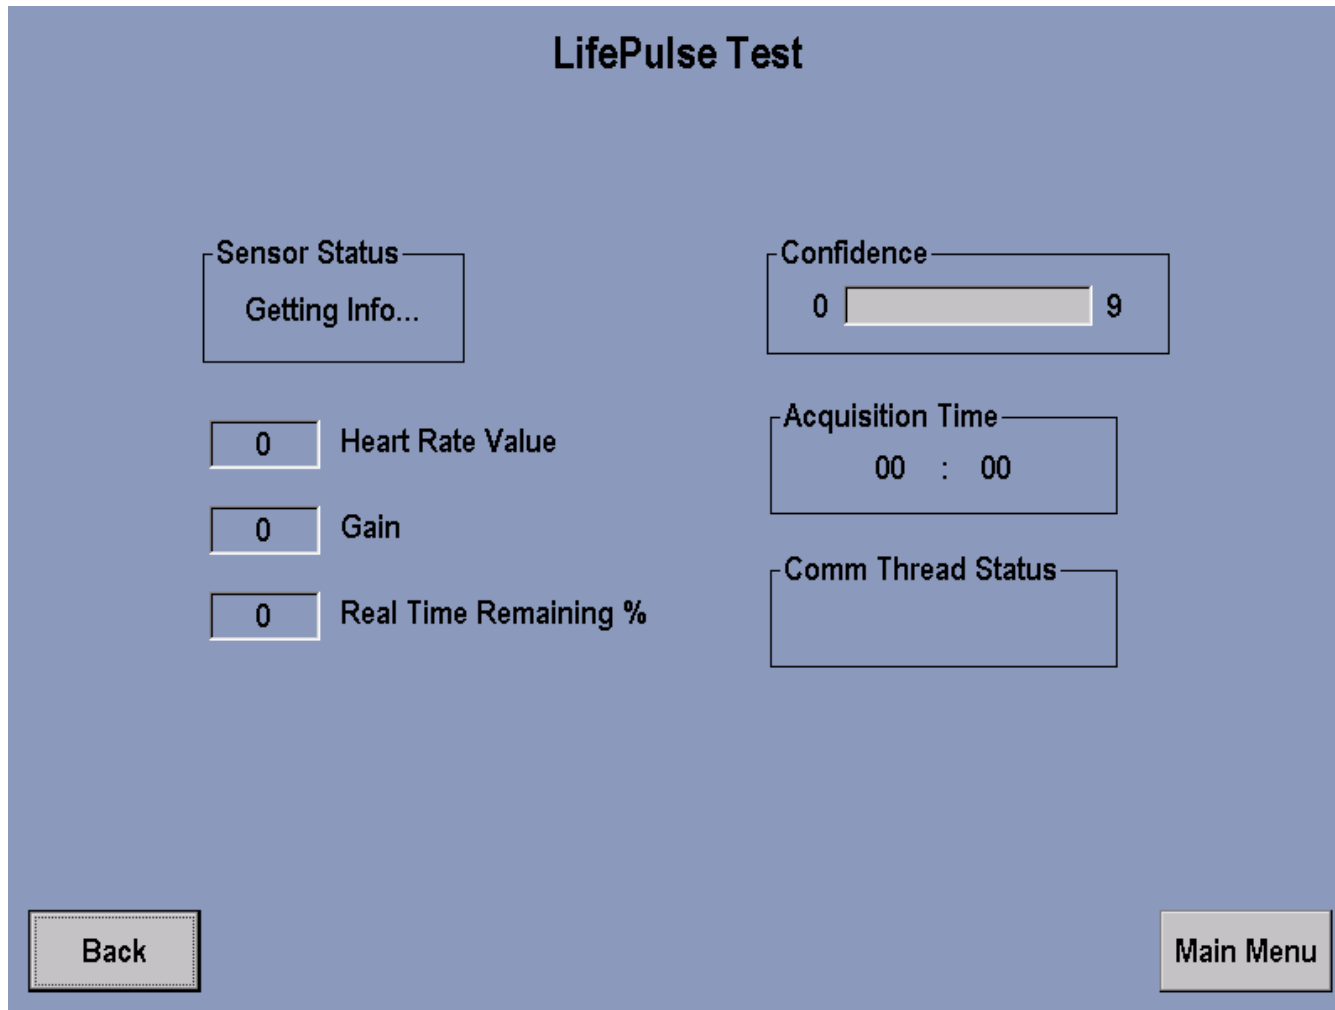 LifePulse Test
Sensor Status
Getting Info...
Confidence
0 9
0 Heart Rate Value
Acquisition Time
00 : 00
0 Gain
Comm Thread Status
0 Real Time Remaining %
Back
Main Menu